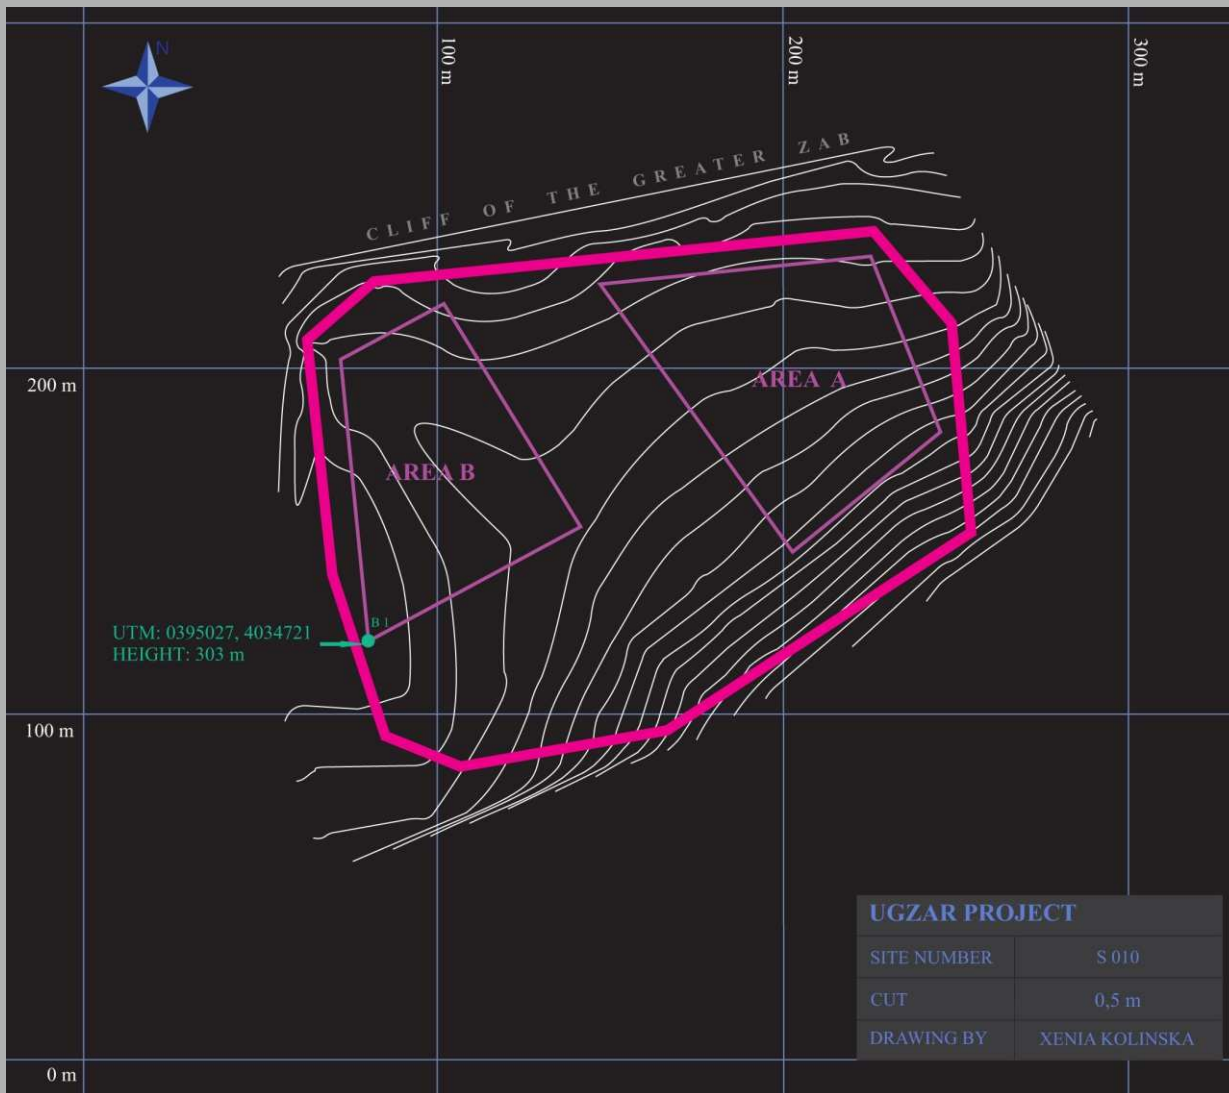 N
100 m
200 m
300 m
CLIFF OF THE GREATER ZAB
200 m
AREA A
AREA B
B 1
UTM: 0395027, 4034721
HEIGHT: 303 m
100 m
UGZAR PROJECT
SITE NUMBER S 010
CUT 0,5 m
DRAWING BY XENIA KOLINSKA
0 m